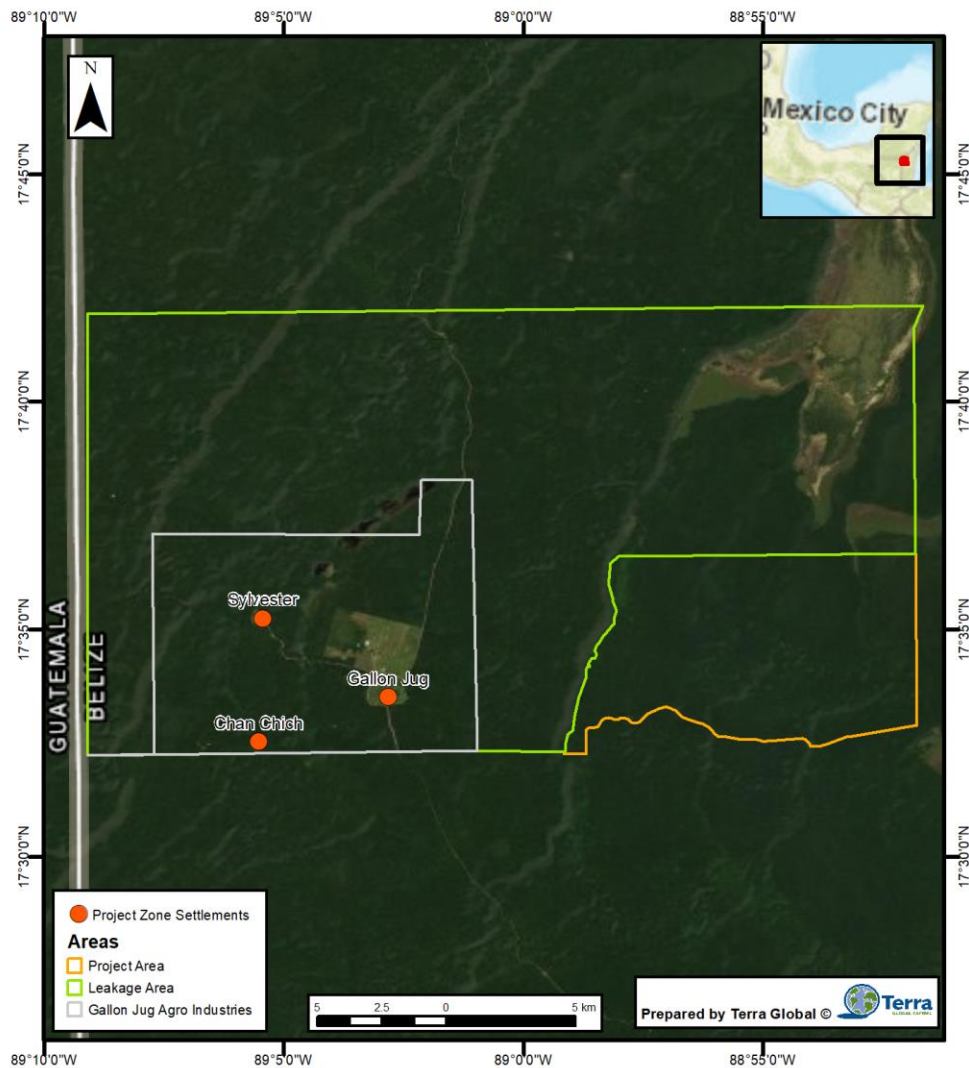 89°10'0"W 89°5'0"W 89°0'0"W 88°55'0"W
N
Mexico City
17°45'0"N 17°45'0"N
17°40'0"N 17°40'0"N
Sylvester
17°35'0"N 17°35'0"N
Gallon Jug
Chan Chich
GUATEMALA
BELIZE
17°30'0"N 17°30'0"N
Project Zone Settlements
Areas
Project Area
Leakage Area
Gallon Jug Agro Industries
5 2.5 0 5 km
Prepared by Terra Global ©
Terra
GLOBAL CAPITAL
89°10'0"W 89°5'0"W 89°0'0"W 88°55'0"W